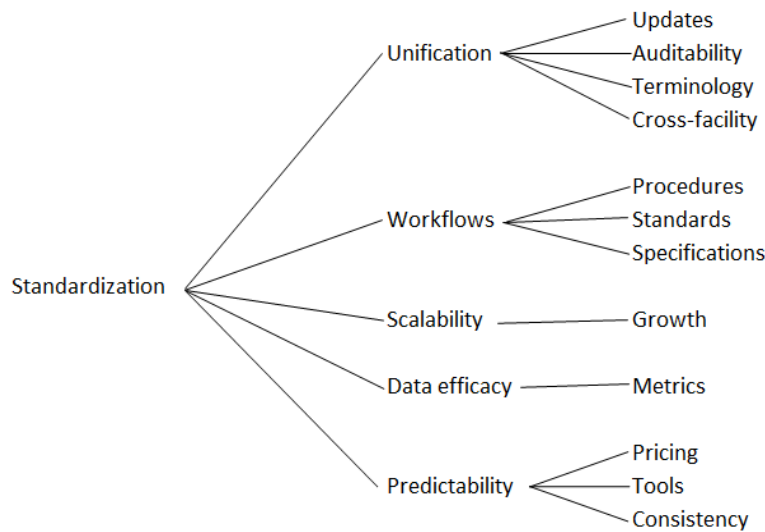 Standardization
Unification
Updates
Auditability
Terminology
Cross-facility
Workflows
Procedures
Standards
Specifications
Scalability
Growth
Data efficacy
Metrics
Predictability
Pricing
Tools
Consistency